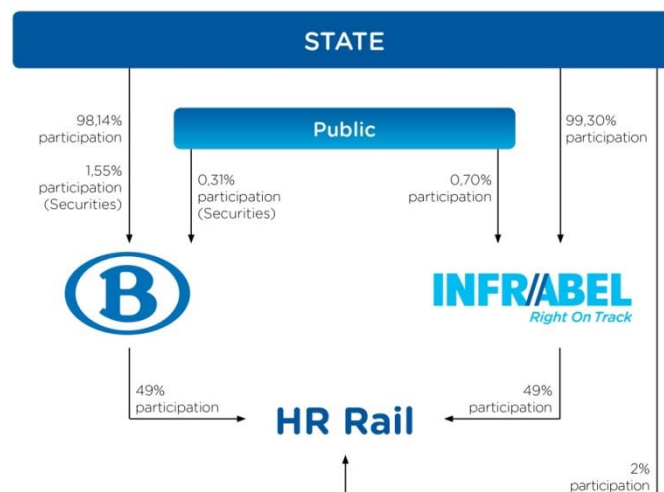 STATE
98,14%
participation
1,55%
participation
(Securities)
Public
99,30%
participation
0,31%
participation
(Securities)
0,70%
participation
B
INFRABEL
Right On Track
49%
participation
49%
participation
HR Rail
2%
participation